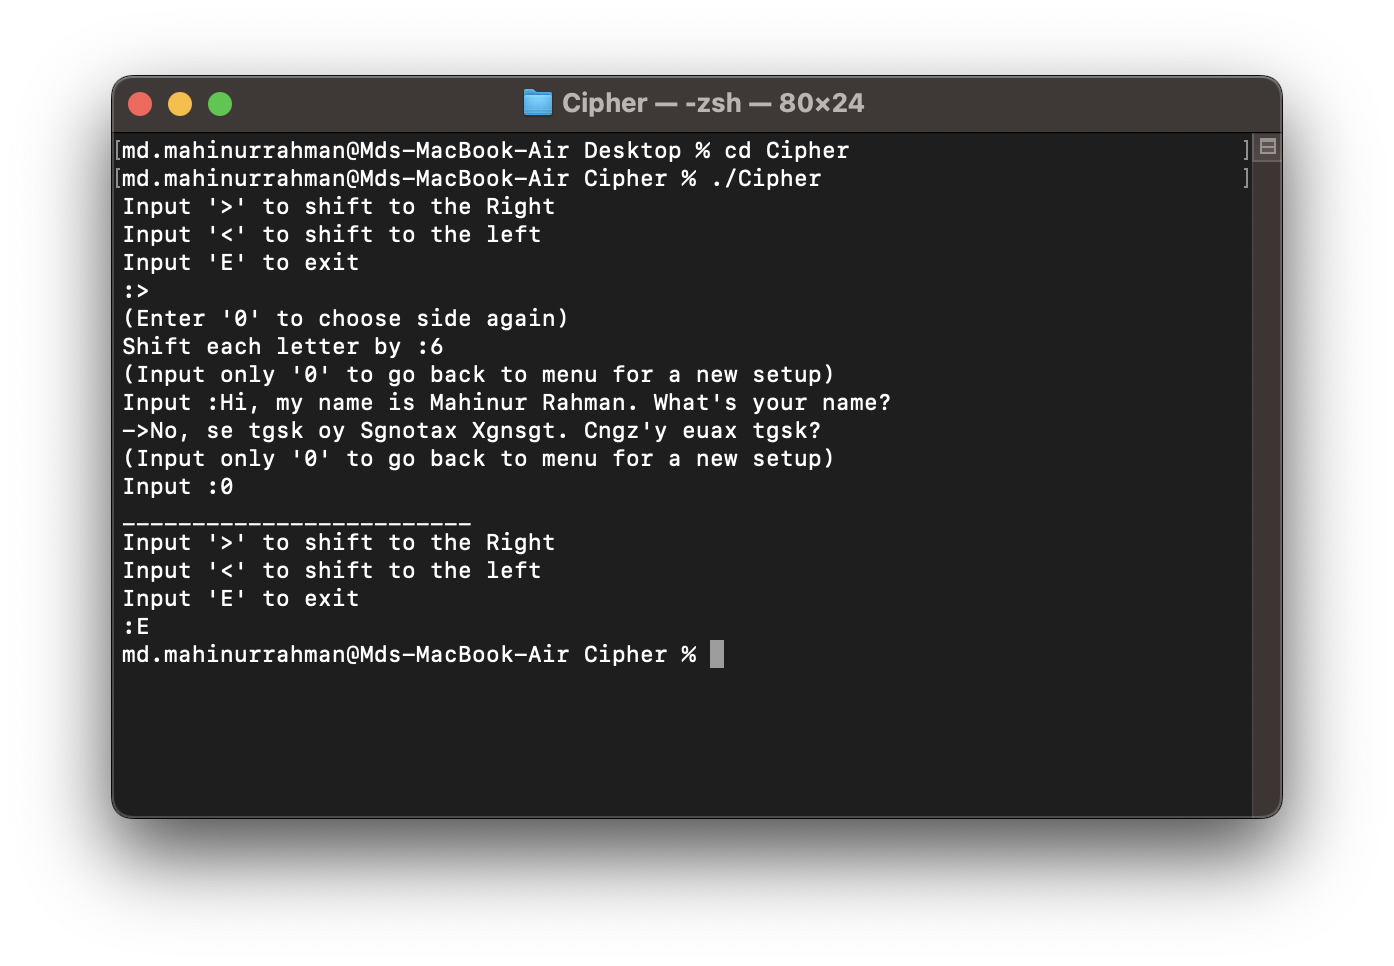 Cipher — -zsh — 80×24
[md.mahinurrahman@Mds-MacBook-Air Desktop % cd Cipher ]
[md.mahinurrahman@Mds-MacBook-Air Cipher % ./Cipher ]
Input '>' to shift to the Right
Input '<' to shift to the left
Input 'E' to exit
:>
(Enter '0' to choose side again)
Shift each letter by :6
(Input only '0' to go back to menu for a new setup)
Input :Hi, my name is Mahinur Rahman. What's your name?
->No, se tgsk oy Sgnotax Xgnsgt. Cngz'y euax tgsk?
(Input only '0' to go back to menu for a new setup)
Input :0
_________________________
Input '>' to shift to the Right
Input '<' to shift to the left
Input 'E' to exit
:E
md.mahinurrahman@Mds-MacBook-Air Cipher %